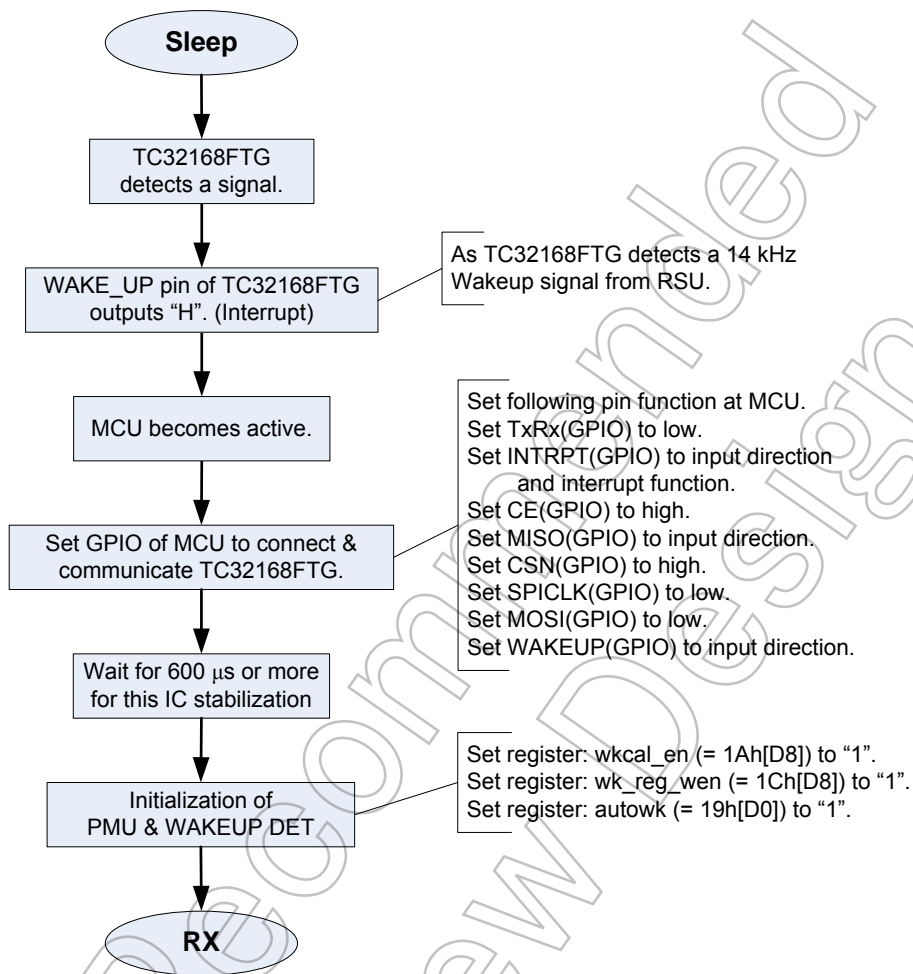 Sleep
TC32168FTG
detects a signal.
WAKE_UP pin of TC32168FTG
outputs “H”. (Interrupt)
As TC32168FTG detects a 14 kHz
Wakeup signal from RSU.
MCU becomes active.
Set GPIO of MCU to connect &
communicate TC32168FTG.
Set following pin function at MCU.
Set TxRx(GPIO) to low.
Set INTRPT(GPIO) to input direction
and interrupt function.
Set CE(GPIO) to high.
Set MISO(GPIO) to input direction.
Set CSN(GPIO) to high.
Set SPICLK(GPIO) to low.
Set MOSI(GPIO) to low.
Set WAKEUP(GPIO) to input direction.
Wait for 600 μs or more
for this IC stabilization
Initialization of
PMU & WAKEUP DET
Set register: wkcal_en (= 1Ah[D8]) to “1”.
Set register: wk_reg_wen (= 1Ch[D8]) to “1”.
Set register: autowk (= 19h[D0]) to “1”.
RX
Recommended
ew Design